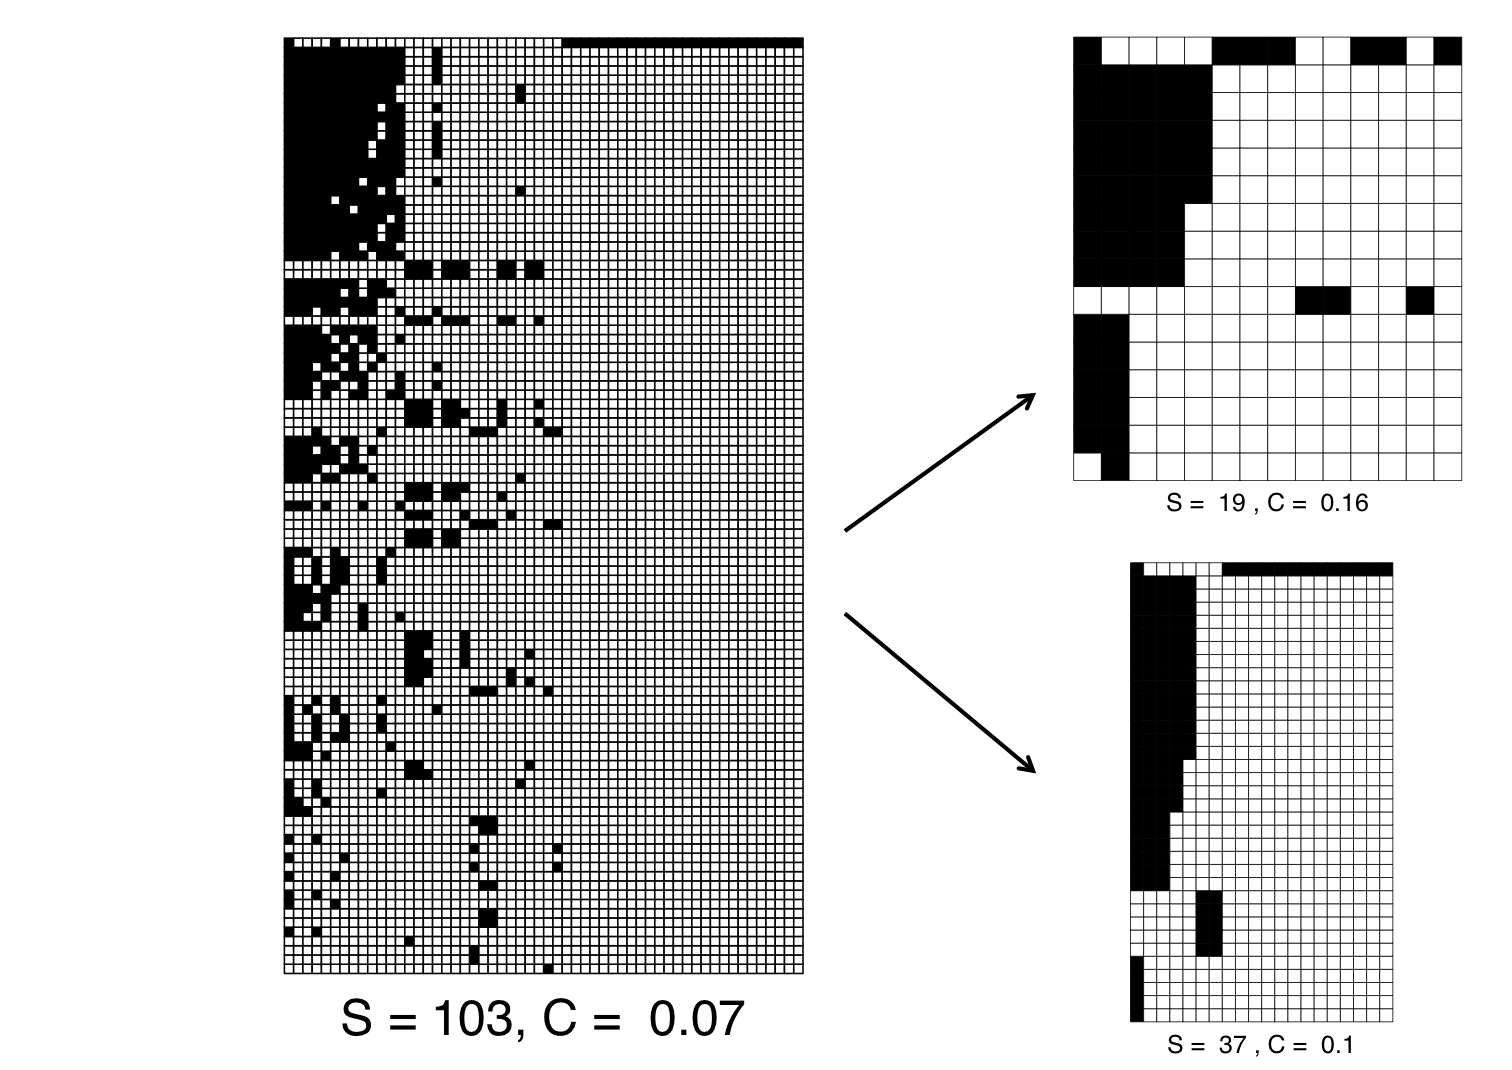 S = 19 , C = 0.16
S = 103, C = 0.07
S = 37 , C = 0.1